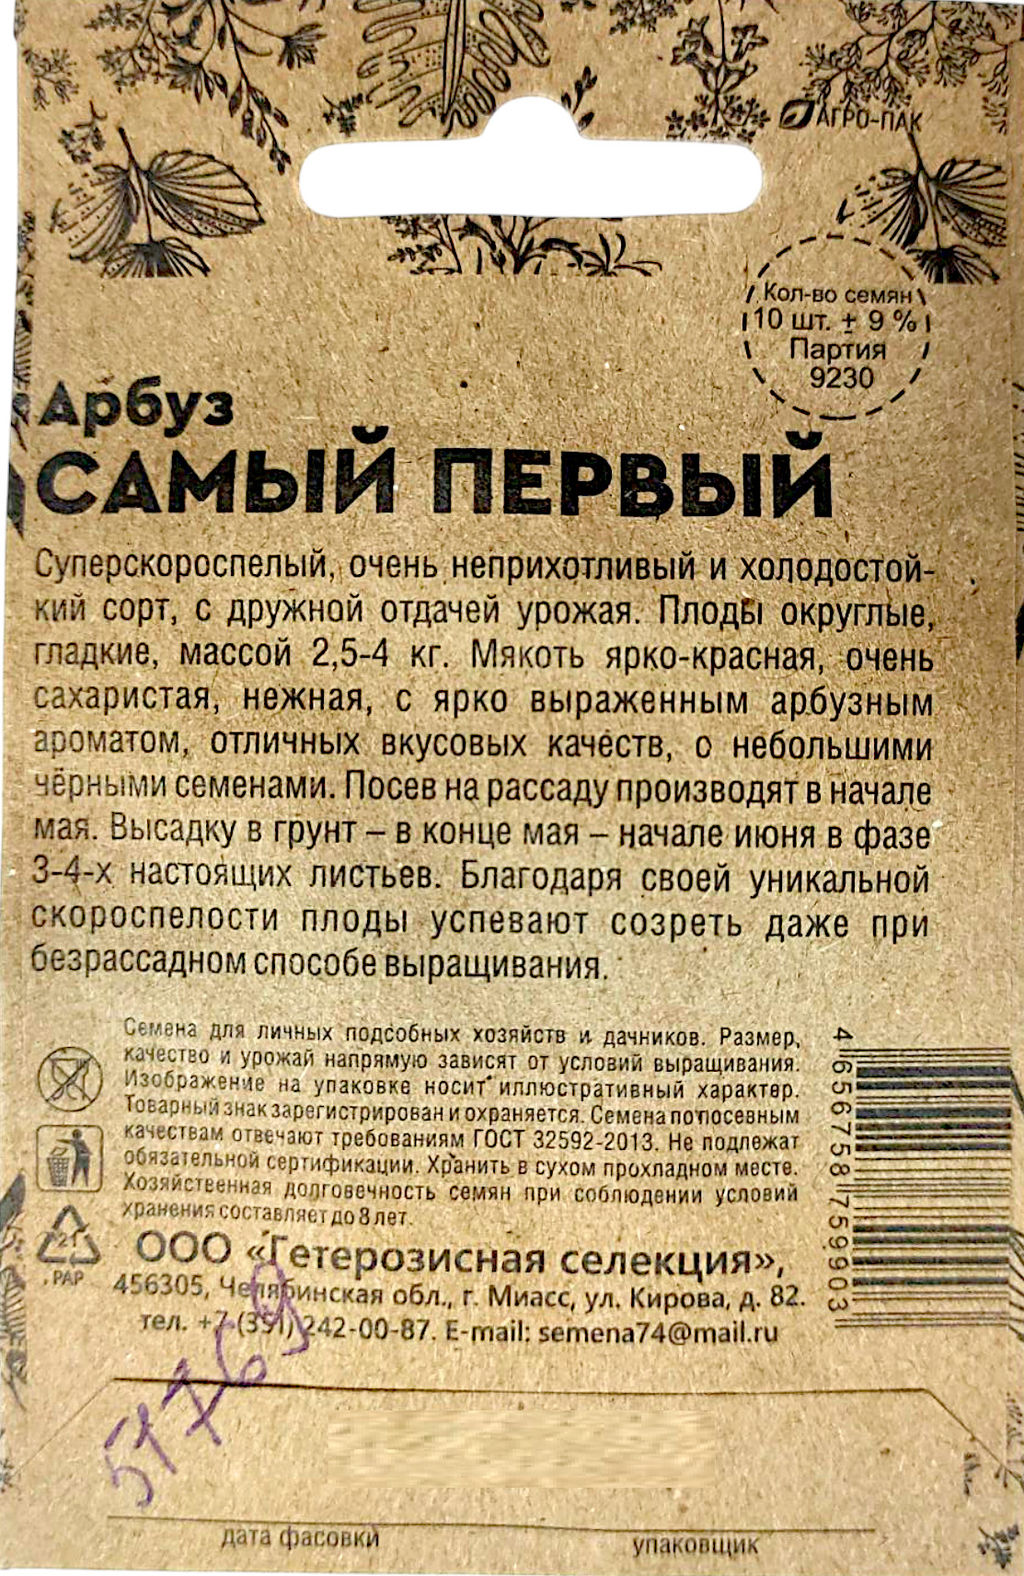 АГРО-ПАК
Кол-во семян
10 шт. ± 9 %
Партия
9230
Арбуз
САМЫЙ ПЕРВЫЙ
Суперскороспелый, очень неприхотливый и холодостой-
кий сорт, с дружной отдачей урожая. Плоды округлые,
гладкие, массой 2,5-4 кг. Мякоть ярко-красная, очень
сахаристая, нежная, с ярко выраженным арбузным
ароматом, отличных вкусовых качеств, с небольшими
чёрными семенами. Посев на рассаду производят в начале
мая. Высадку в грунт – в конце мая – начале июня в фазе
3-4-х настоящих листьев. Благодаря своей уникальной
скороспелости плоды успевают созреть даже при
безрассадном способе выращивания.
Семена для личных подсобных хозяйств и дачников. Размер,
качество и урожай напрямую зависят от условий выращивания.
Изображение на упаковке носит иллюстративный характер.
Товарный знак зарегистрирован и охраняется. Семена по посевным
качествам отвечают требованиям ГОСТ 32592-2013. Не подлежат
обязательной сертификации. Хранить в сухом прохладном месте.
Хозяйственная долговечность семян при соблюдении условий
хранения составляет до 8 лет.
4 656758 759903
21
PAP
ООО «Гетерозисная селекция»,
456305, Челябинская обл., г. Миасс, ул. Кирова, д. 82.
тел. +7 (351) 242-00-87. E-mail: semena74@mail.ru
дата фасовки
упаковщик